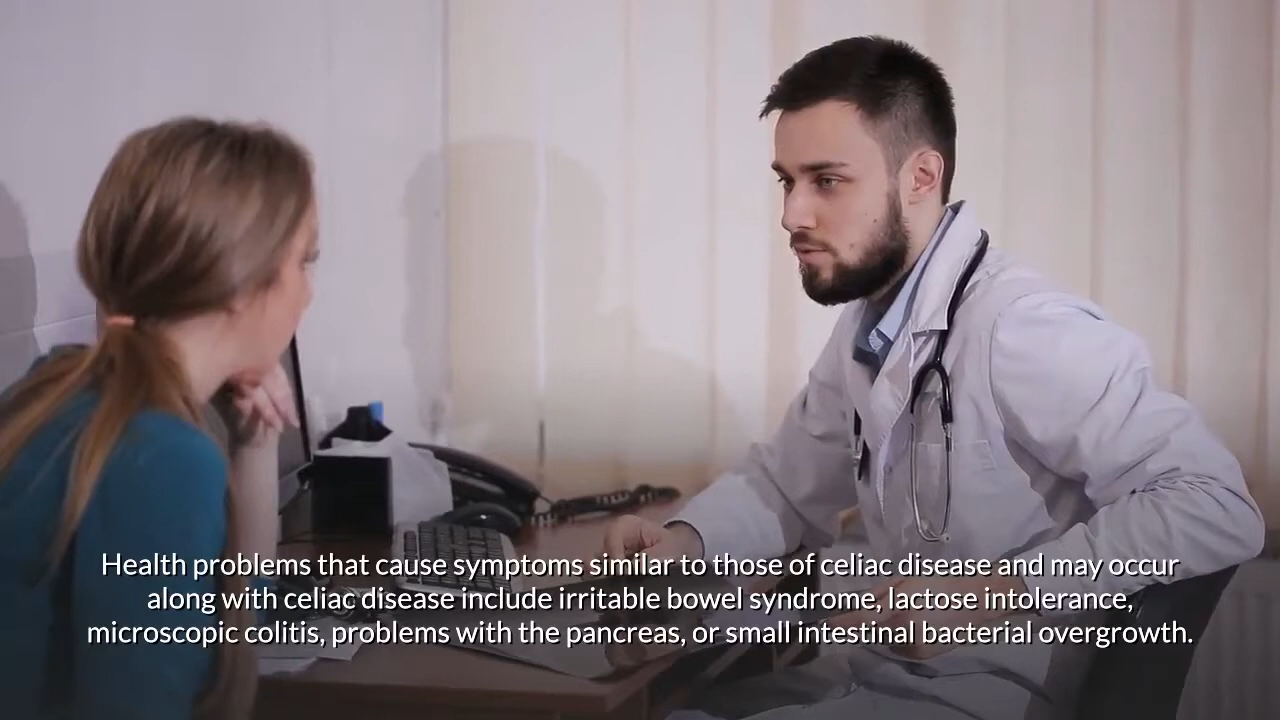 Health problems that cause symptoms similar to those of celiac disease and may occur
along with celiac disease include irritable bowel syndrome, lactose intolerance,
microscopic colitis, problems with the pancreas, or small intestinal bacterial overgrowth.